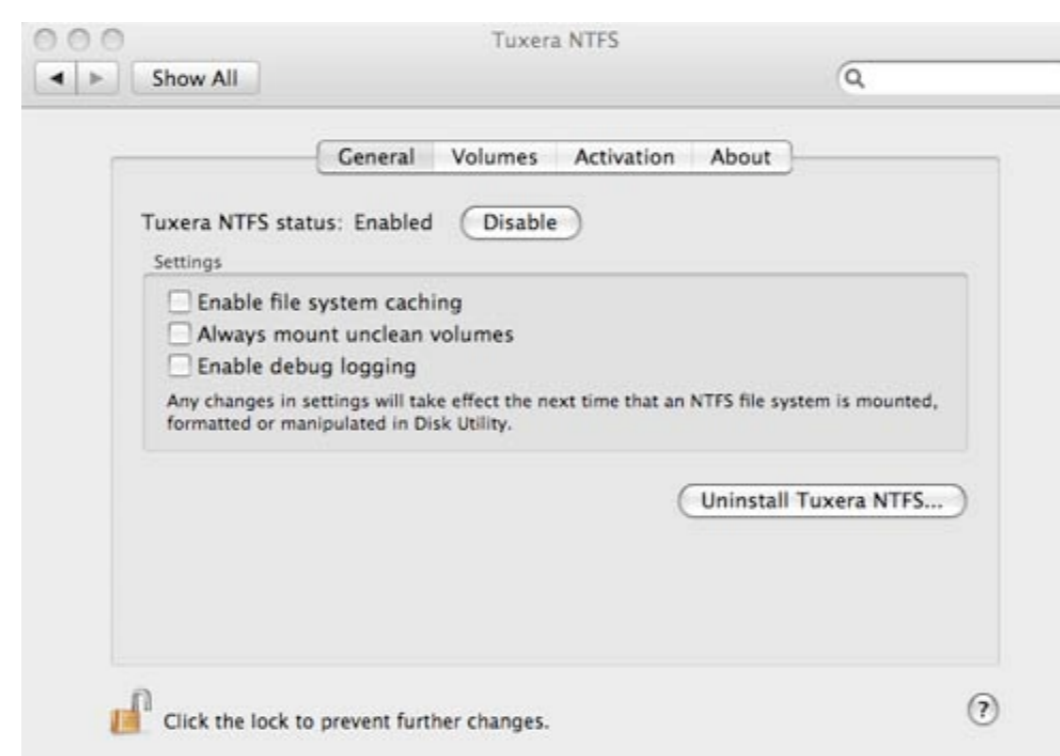 Tuxera NTFS
Show All
General Volumes Activation About
Tuxera NTFS status: Enabled Disable
Settings
Enable file system caching
Always mount unclean volumes
Enable debug logging
Any changes in settings will take effect the next time that an NTFS file system is mounted,
formatted or manipulated in Disk Utility.
Uninstall Tuxera NTFS...
Click the lock to prevent further changes.
?